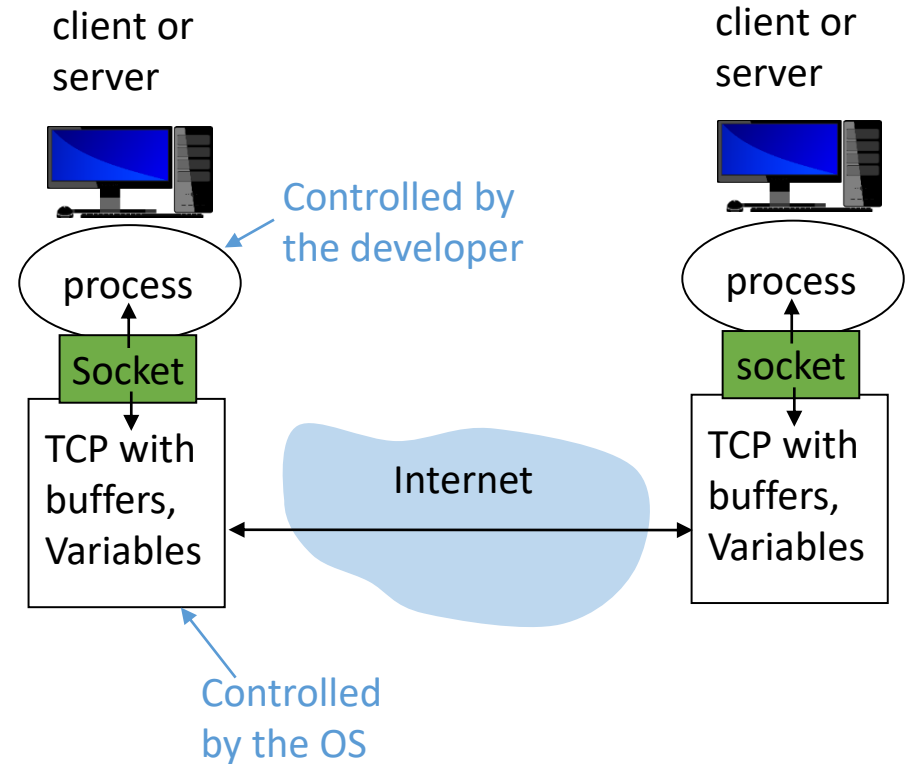 client or
server
client or
server
Controlled by
the developer
process
process
Socket
socket
TCP with
buffers,
Variables
Internet
TCP with
buffers,
Variables
Controlled
by the OS